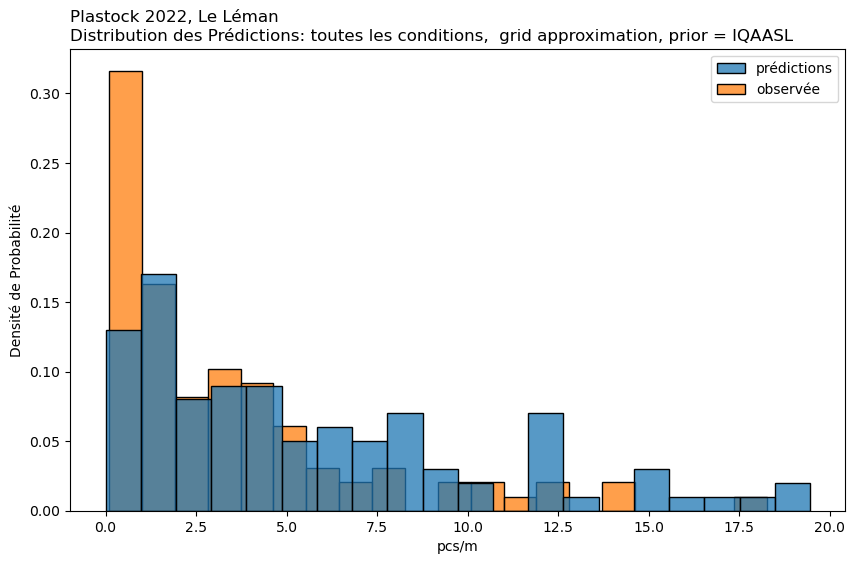 Plastock 2022, Le Léman
Distribution des Prédictions: toutes les conditions,  grid approximation, prior = IQAASL
prédictions
observée
Densité de Probabilité
0.30
0.25
0.20
0.15
0.10
0.05
0.00
0.0 2.5 5.0 7.5 10.0 12.5 15.0 17.5 20.0
pcs/m